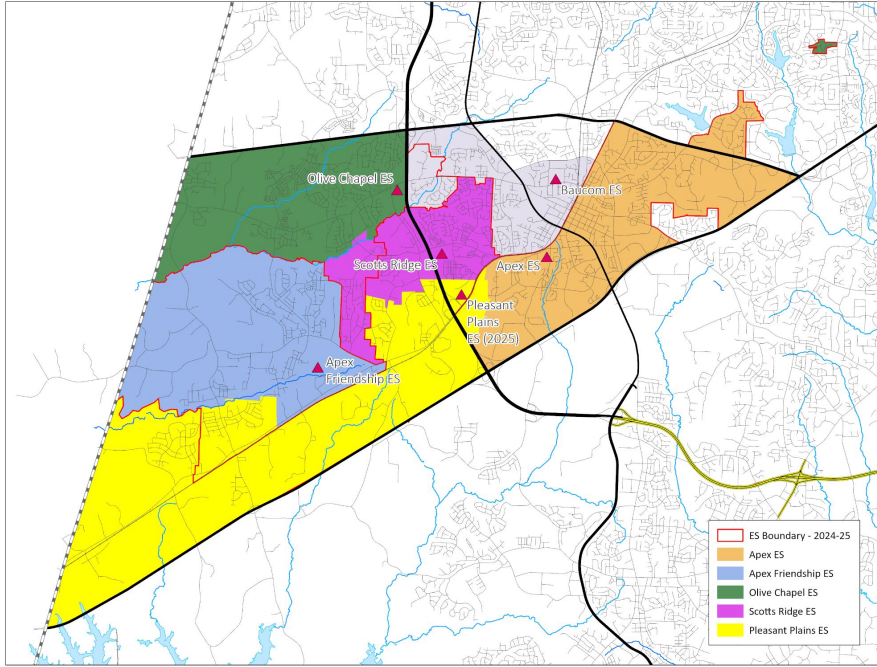 Olive Chapel ES
Baucom ES
Scotts Ridge ES
Apex ES
Pleasant
Plains
ES (2025)
Apex
Friendship ES
ES Boundary - 2024-25
Apex ES
Apex Friendship ES
Olive Chapel ES
Scotts Ridge ES
Pleasant Plains ES